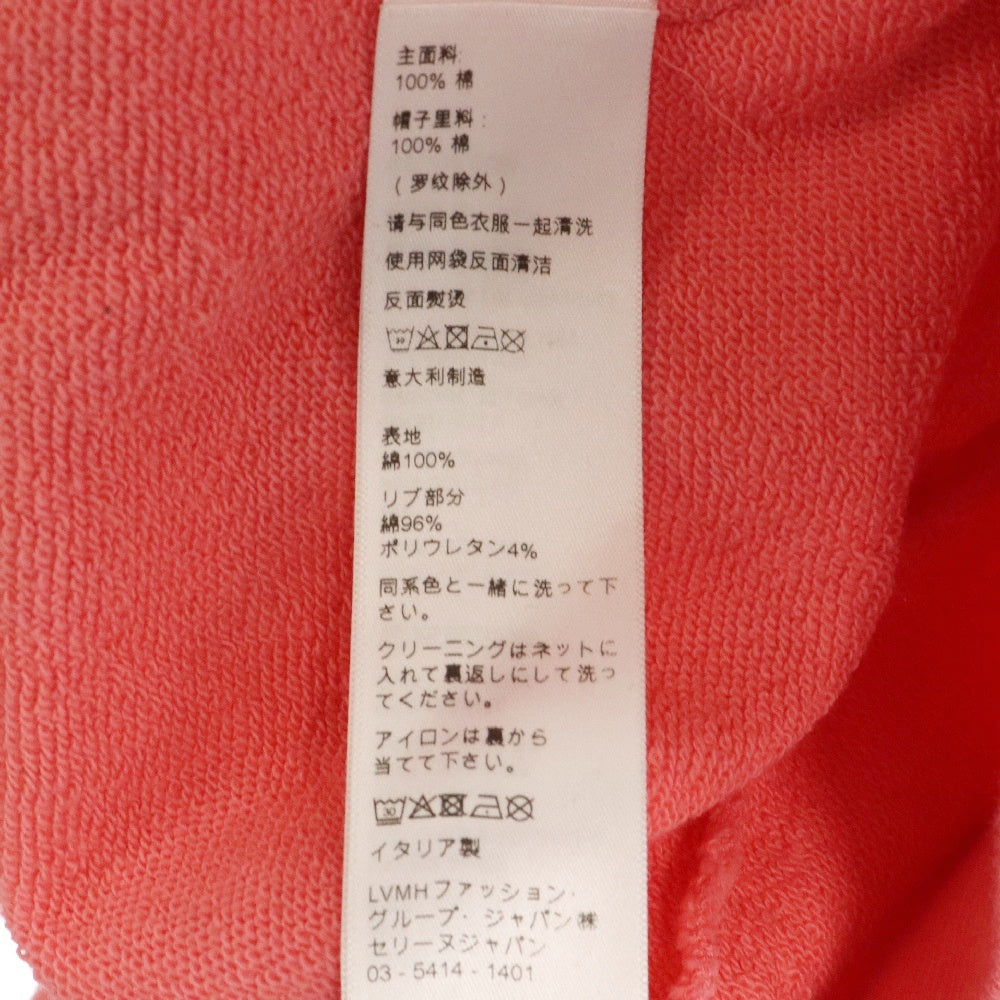 主面料:
100% 棉
帽子里料:
100% 棉
(罗纹除外)
请与同色衣服一起清洗
使用网袋反面清洁
反面熨烫
意大利制造
表地
綿100%
リブ部分
綿96%
ポリウレタン4%
同系色と一緒に洗って下
さい。
クリーニングはネットに
入れて裏返しにして洗っ
てください。
アイロンは裏から
当てて下さい。
イタリア製
LVMHファッション・
グループ・ジャパン㈱
セリーヌジャパン
03 - 5414 - 1401